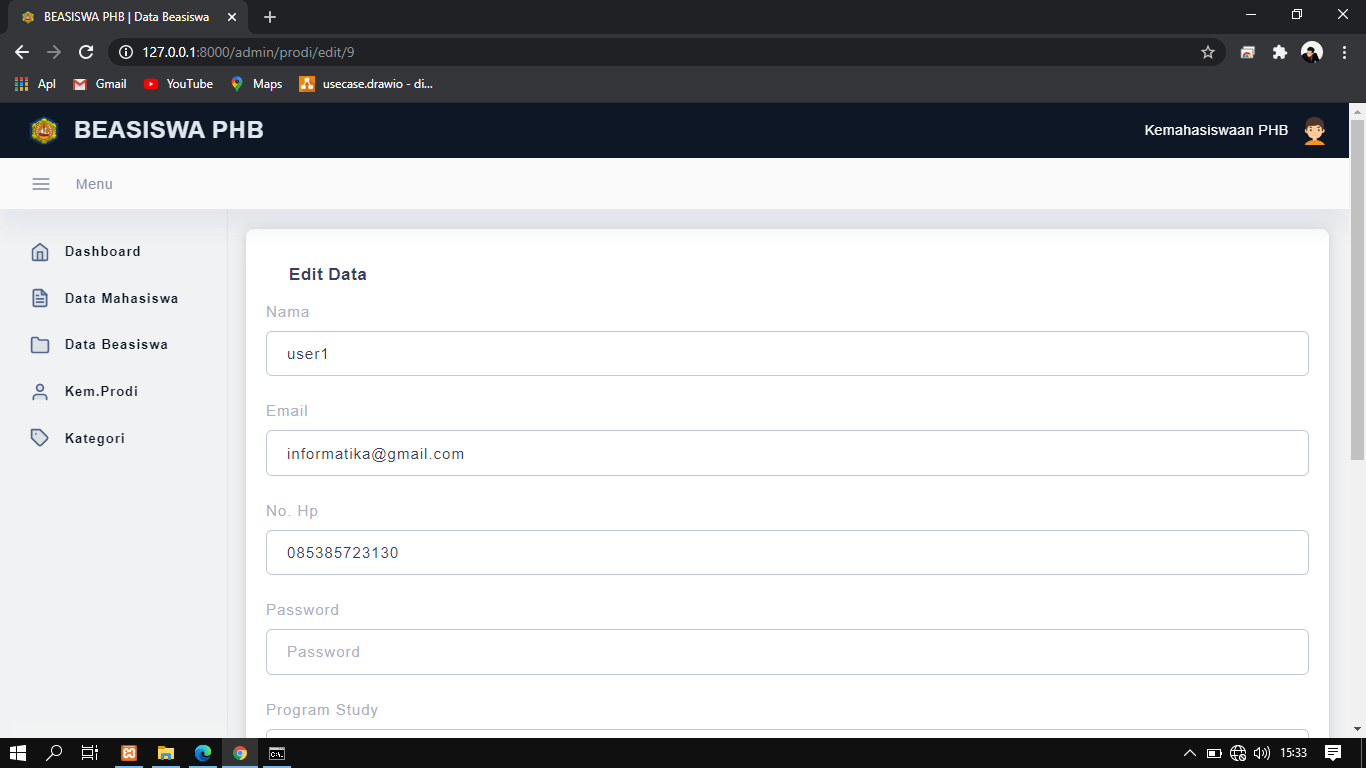 BEASISWA PHB | Data Beasiswa
127.0.0.1:8000/admin/prodi/edit/9
Apl
Gmail
YouTube
Maps
usecase.drawio - di...
BEASISWA PHB
Kemahasiswaan PHB
Menu
Dashboard
Data Mahasiswa
Data Beasiswa
Kem.Prodi
Kategori
Edit Data
Nama
user1
Email
informatika@gmail.com
No. Hp
085385723130
Password
Password
Program Study
15:33